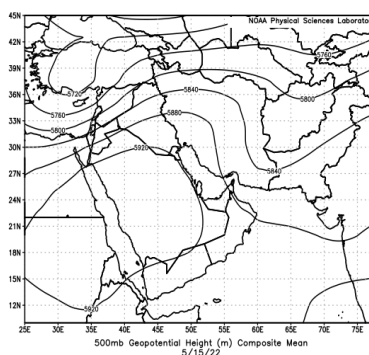 NOAA Physical Sciences Laborato
45N
42N
39N
36N
33N
30N
27N
24N
21N
18N
15N
12N
5720
5760
5800
5840
5880
5920
5760
5800
5840
5920
25E 30E 35E 40E 45E 50E 55E 60E 65E 70E 75E
500mb Geopotential Height (m) Composite Mean
5/15/22